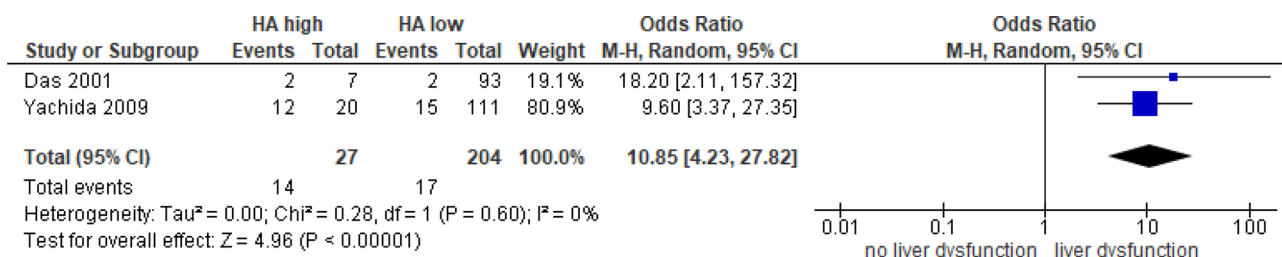 HA high HA low Odds Ratio Odds Ratio
Study or Subgroup Events Total Events Total Weight M-H, Random, 95% CI M-H, Random, 95% CI
Das 2001 2 7 2 93 19.1% 18.20 [2.11, 157.32]
Yachida 2009 12 20 15 111 80.9% 9.60 [3.37, 27.35]
Total (95% CI) 27 204 100.0% 10.85 [4.23, 27.82]
Total events 14 17
Heterogeneity: Tau² = 0.00; Chi² = 0.28, df = 1 (P = 0.60); I² = 0%
Test for overall effect: Z = 4.96 (P < 0.00001)
0.01 0.1 1 10 100
no liver dysfunction liver dysfunction